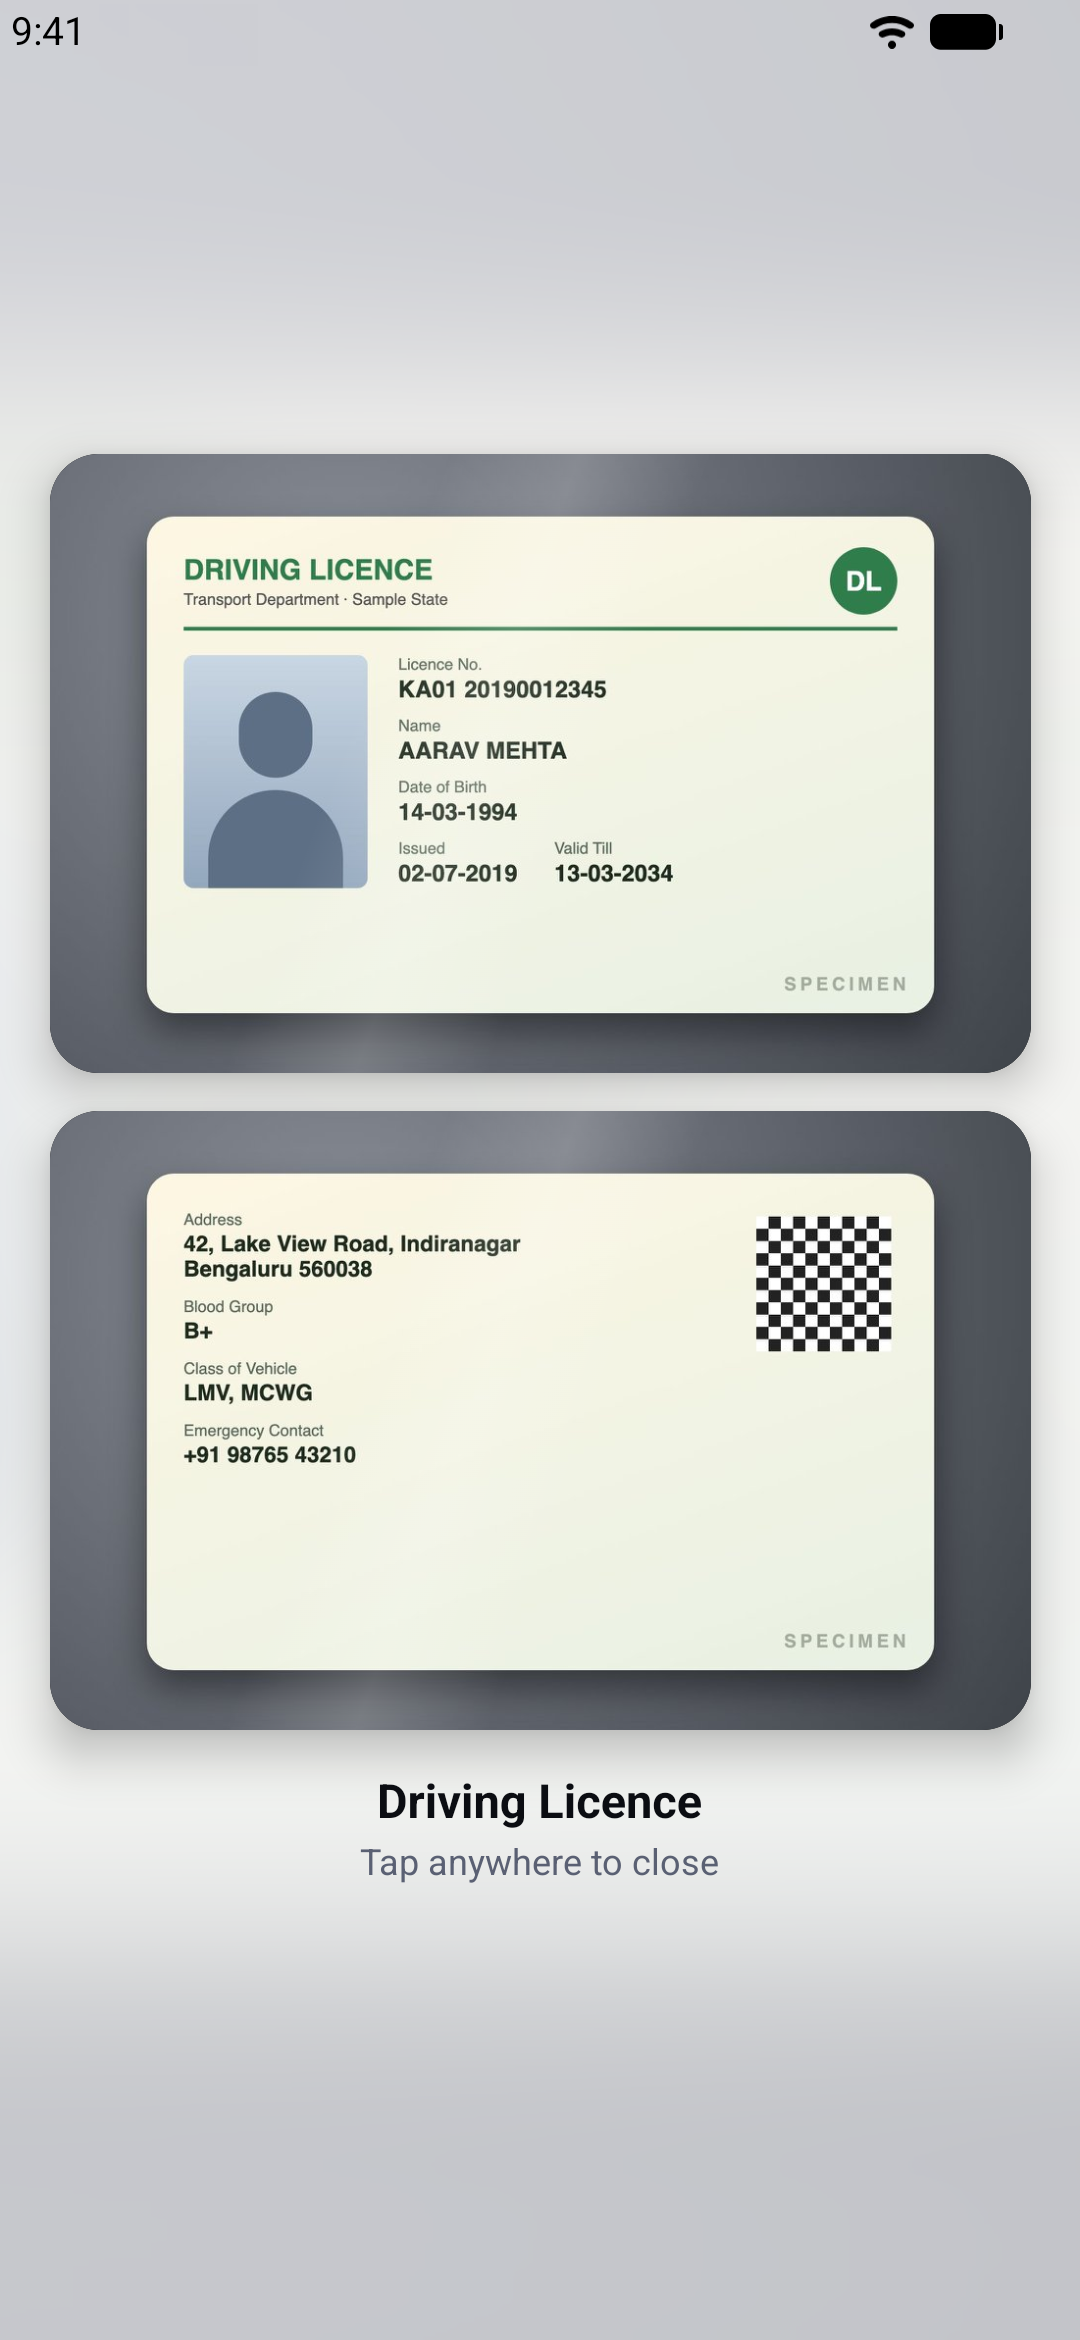 9:41
DRIVING LICENCE
Transport Department · Sample State
DL
Licence No.
KA01 20190012345
Name
AARAV MEHTA
Date of Birth
14-03-1994
Issued Valid Till
02-07-2019 13-03-2034
SPECIMEN
Address
42, Lake View Road, Indiranagar
Bengaluru 560038
Blood Group
B+
Class of Vehicle
LMV, MCWG
Emergency Contact
+91 98765 43210
SPECIMEN
Driving Licence
Tap anywhere to close